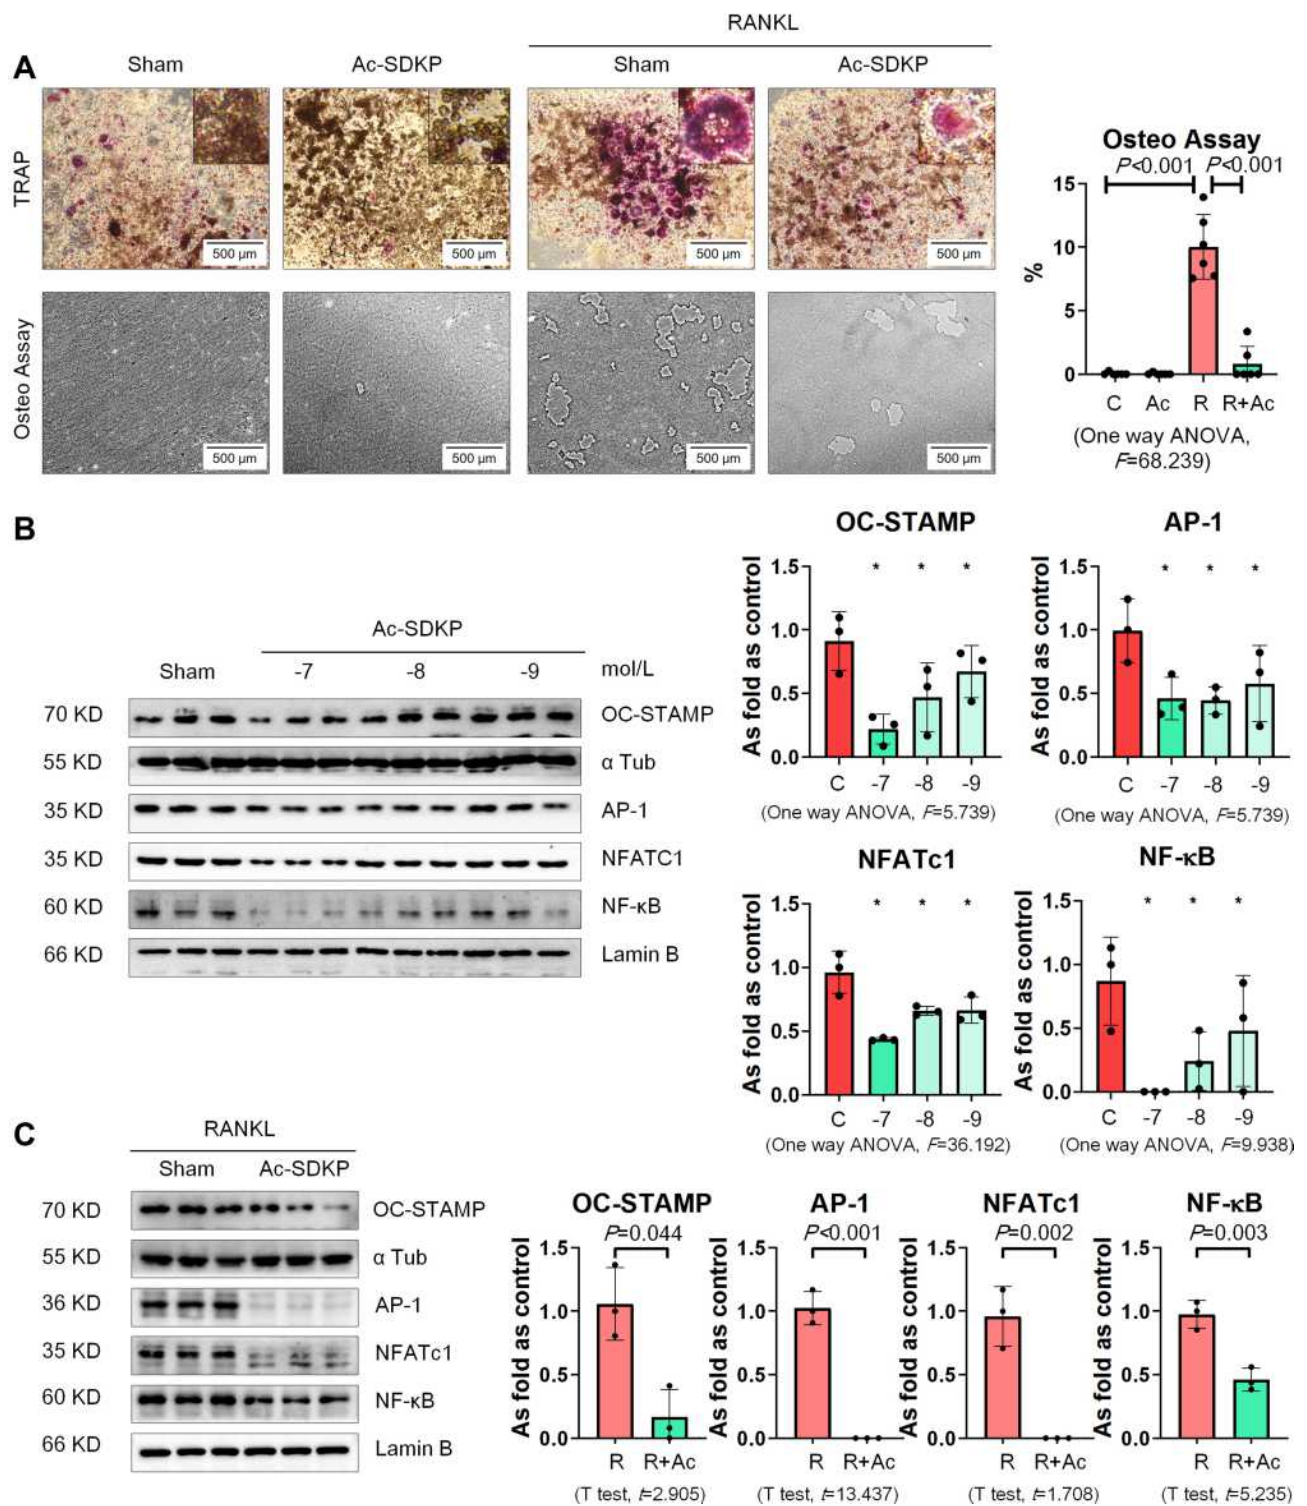 RANKL
A
Sham
Ac-SDKP
Sham
Ac-SDKP
TRAP
500 µm
500 µm
500 µm
500 µm
Osteo Assay
500 µm
500 µm
500 µm
500 µm
Osteo Assay
P<0.001
P<0.001
%
15
10
5
0
C Ac R R+Ac
(One way ANOVA,
F=68.239)
B
Ac-SDKP
Sham -7 -8 -9 mol/L
70 KD OC-STAMP
55 KD α Tub
35 KD AP-1
35 KD NFATC1
60 KD NF-κB
66 KD Lamin B
OC-STAMP
As fold as control
1.5
1.0
0.5
0.0
* * *
C -7 -8 -9
(One way ANOVA, F=5.739)
AP-1
As fold as control
1.5
1.0
0.5
0.0
* * *
C -7 -8 -9
(One way ANOVA, F=5.739)
NFATc1
As fold as control
1.5
1.0
0.5
0.0
* * *
C -7 -8 -9
(One way ANOVA, F=36.192)
NF-κB
As fold as control
1.5
1.0
0.5
0.0
* * *
C -7 -8 -9
(One way ANOVA, F=9.938)
C
RANKL
Sham Ac-SDKP
70 KD OC-STAMP
55 KD α Tub
36 KD AP-1
35 KD NFATc1
60 KD NF-κB
66 KD Lamin B
OC-STAMP
P=0.044
As fold as control
1.5
1.0
0.5
0.0
R R+Ac
(T test, t=2.905)
AP-1
P<0.001
As fold as control
1.5
1.0
0.5
0.0
R R+Ac
(T test, t=13.437)
NFATc1
P=0.002
As fold as control
1.5
1.0
0.5
0.0
R R+Ac
(T test, t=1.708)
NF-κB
P=0.003
As fold as control
1.5
1.0
0.5
0.0
R R+Ac
(T test, t=5.235)